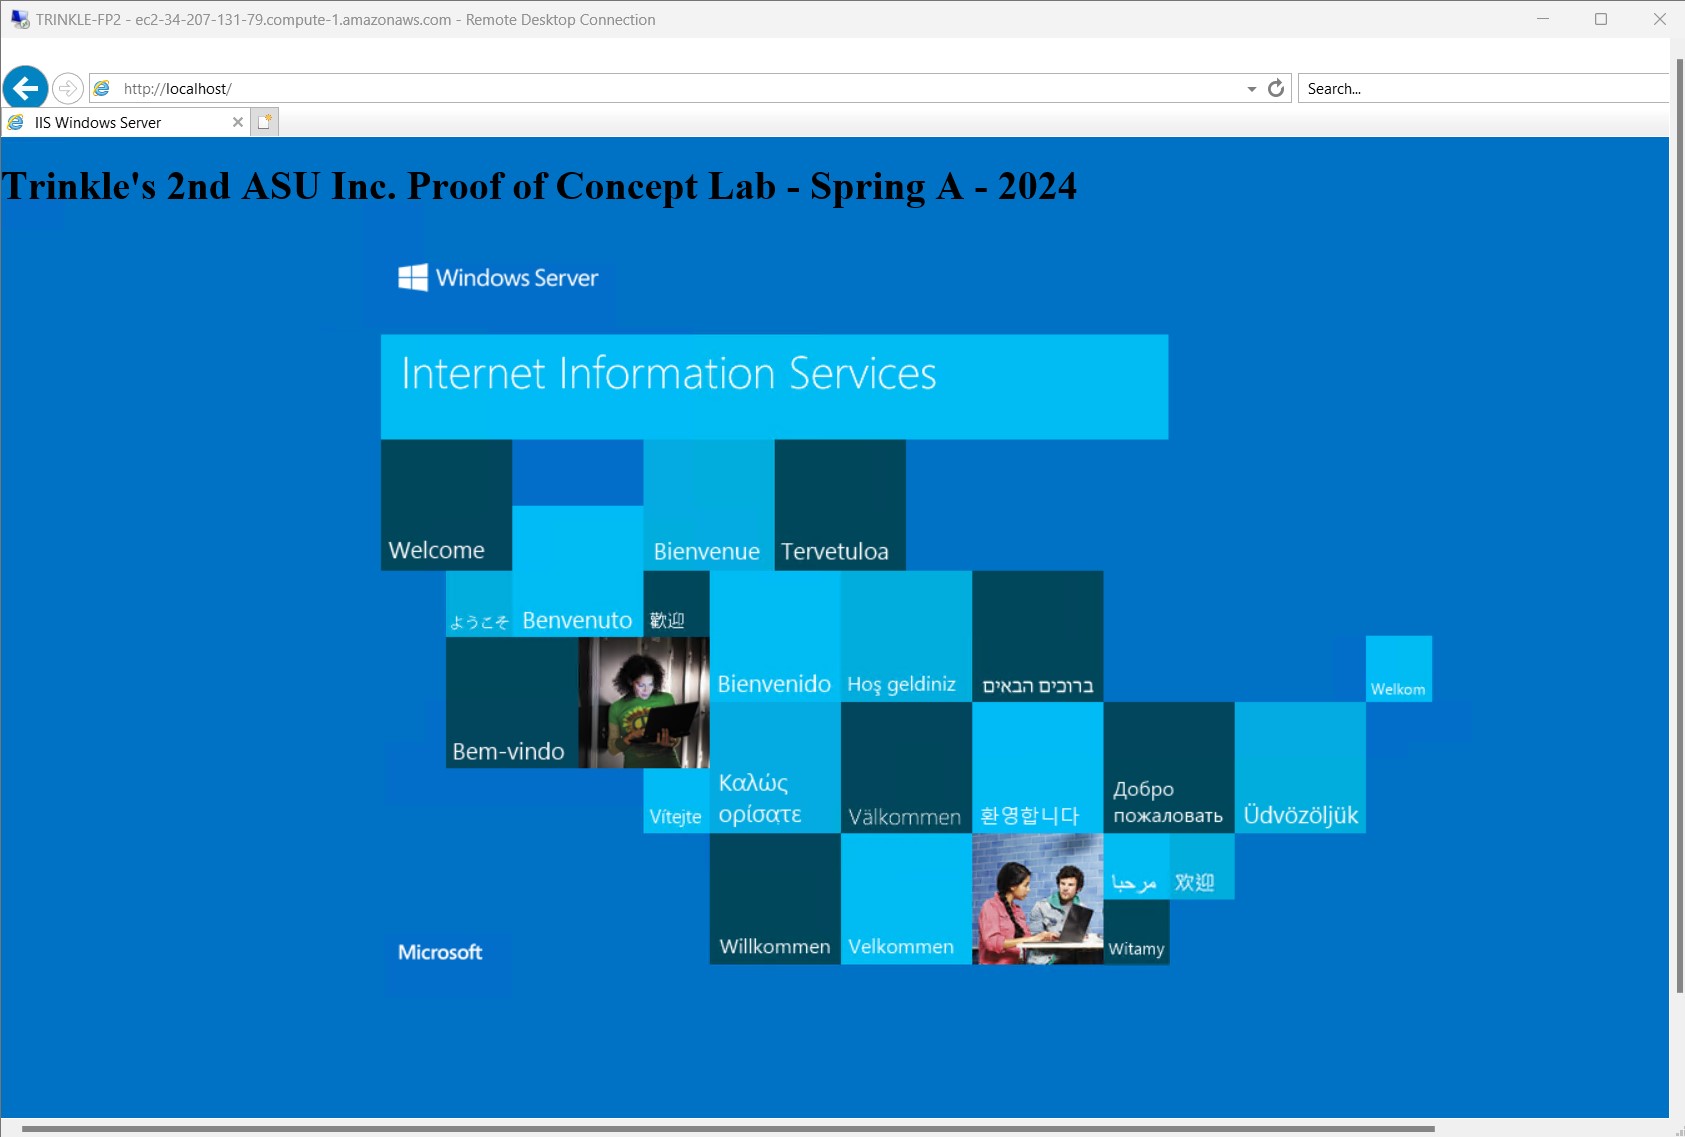 TRINKLE-FP2 - ec2-34-207-131-79.compute-1.amazonaws.com - Remote Desktop Connection
http://localhost/
Search...
IIS Windows Server
Trinkle's 2nd ASU Inc. Proof of Concept Lab - Spring A - 2024
Windows Server
Internet Information Services
Welcome
Bienvenue
Tervetuloa
ようこそ
Benvenuto
歡迎
Bienvenido
Hoş geldiniz
ברוכים הבאים
Welkom
Bem-vindo
Vítejte
Καλώς
ορίσατε
Välkommen
환영합니다
Добро
пожаловать
Üdvözöljük
مرحبا
欢迎
Microsoft
Willkommen
Velkommen
Witamy